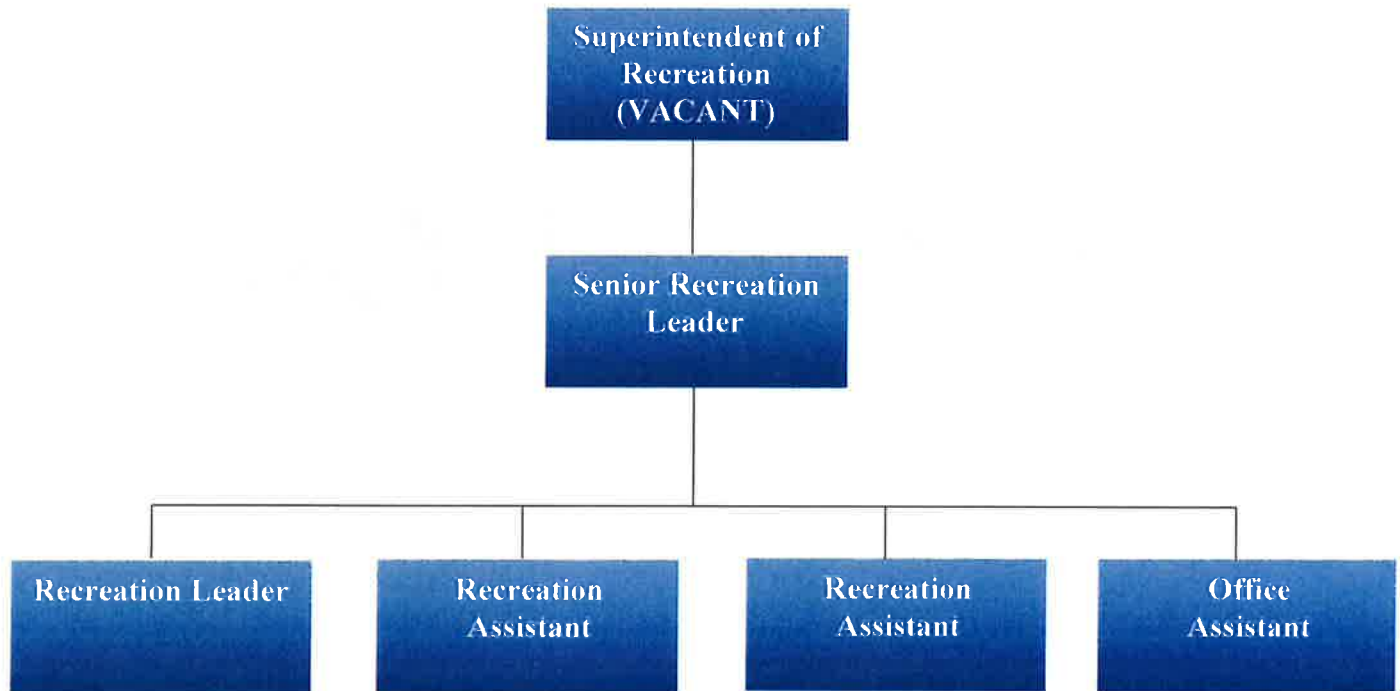 Superintendent of
Recreation
(VACANT)
Senior Recreation
Leader
Recreation Leader
Recreation
Assistant
Recreation
Assistant
Office
Assistant